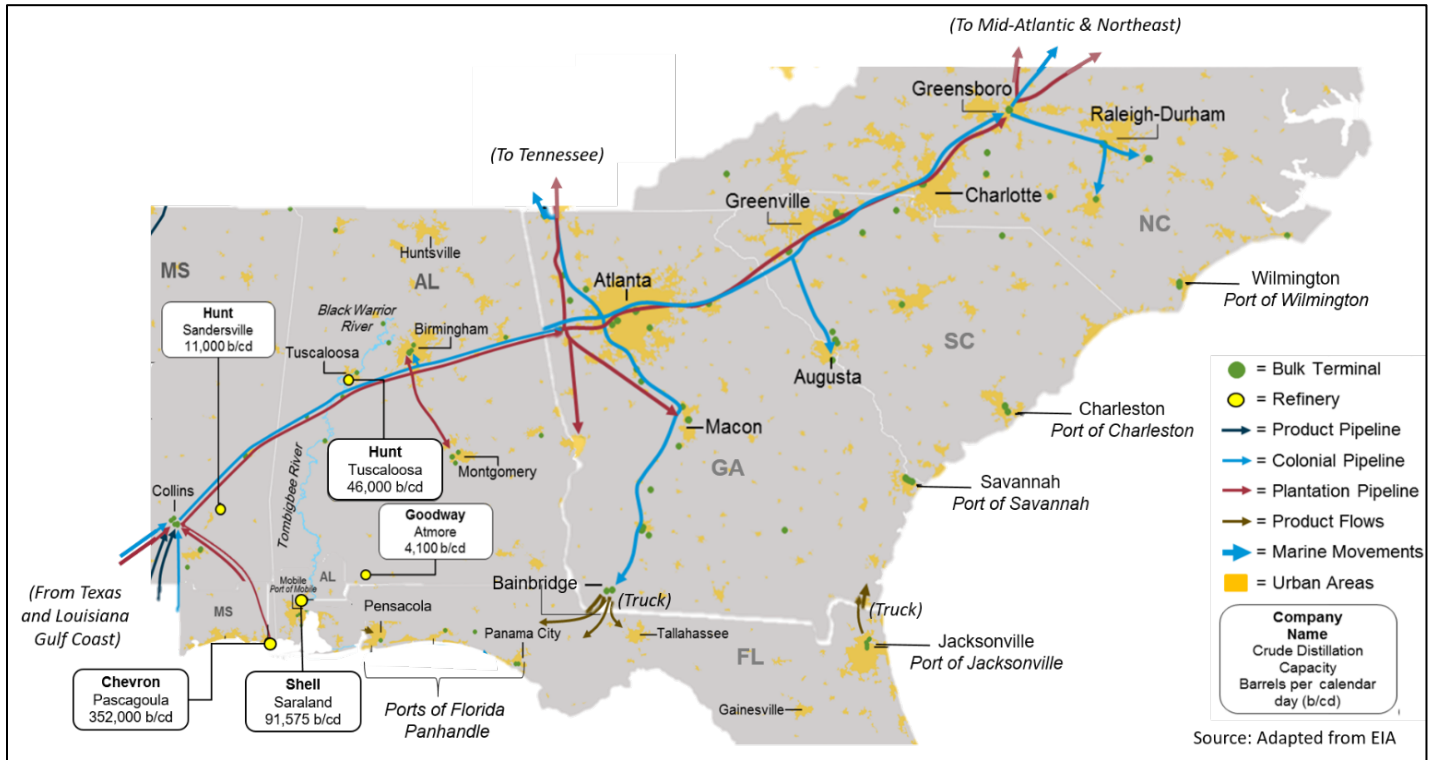 (To Mid-Atlantic & Northeast)
Greensboro
Raleigh-Durham
(To Tennessee)
Greenville
Charlotte
NC
Huntsville
MS
AL
Atlanta
Wilmington
Port of Wilmington
Hunt
Sandersville
11,000 b/cd
Black Warrior
River
Birmingham
Tuscaloosa
SC
Augusta
= Bulk Terminal
= Refinery
= Product Pipeline
= Colonial Pipeline
= Plantation Pipeline
= Product Flows
= Marine Movements
= Urban Areas
Charleston
Port of Charleston
Macon
GA
Hunt
Tuscaloosa
46,000 b/cd
Montgomery
Savannah
Port of Savannah
Collins
Tombigbee River
Goodway
Atmore
4,100 b/cd
(From Texas
and Louisiana
Gulf Coast)
MS
Mobile
Port of Mobile
AL
Pensacola
Bainbridge
(Truck)
Panama City
Tallahassee
(Truck)
FL
Jacksonville
Port of Jacksonville
Company
Name
Crude Distillation
Capacity
Barrels per calendar
day (b/cd)
Chevron
Pascagoula
352,000 b/cd
Shell
Saraland
91,575 b/cd
Ports of Florida
Panhandle
Gainesville
Source: Adapted from EIA